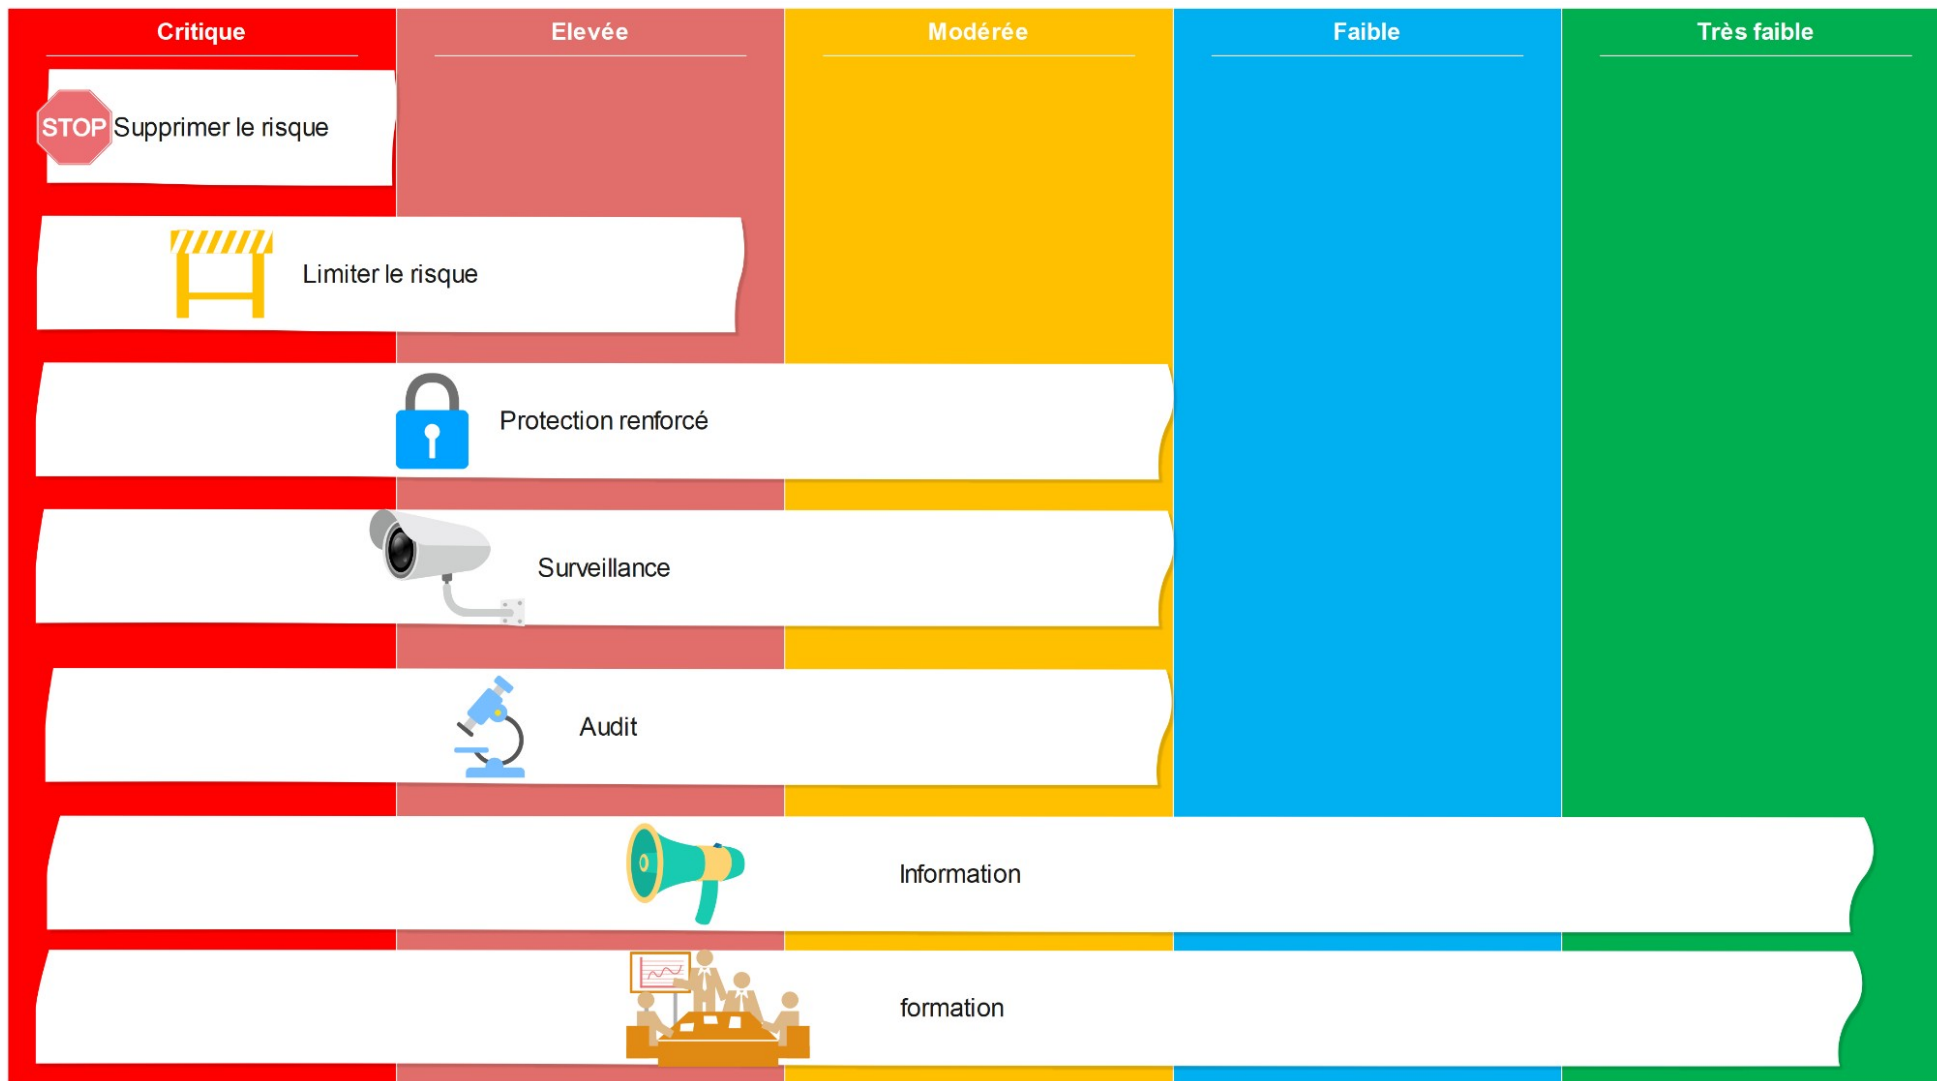 Critique
Elevée
Modérée
Faible
Très faible
STOP
Supprimer le risque
Limiter le risque
Protection renforcé
Surveillance
Audit
Information
formation